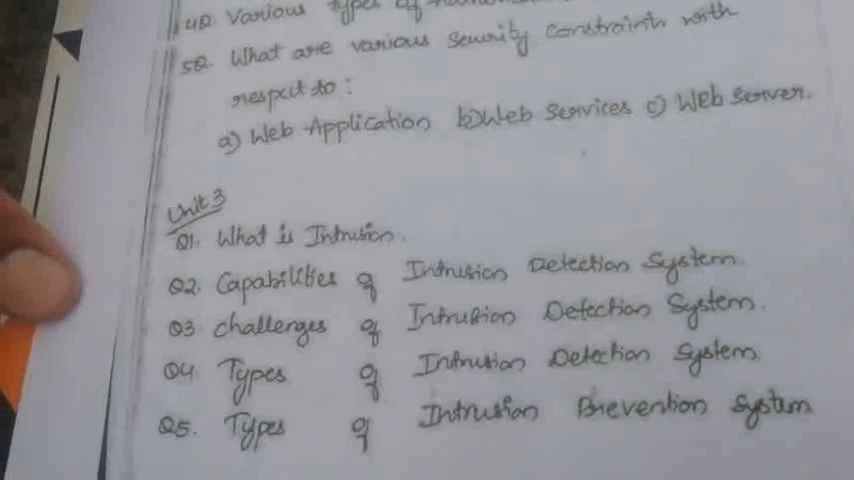 4Q. Various types of
5Q. What are various security constraints with
respect to:
a) Web Application b) Web Services c) Web Server.
Unit 3
Q1. What is Intrusion.
Q2. Capabilities of Intrusion Detection System.
Q3. challenges of Intrusion Detection System.
Q4. Types of Intrusion Detection System.
Q5. Types of Intrusion Prevention System